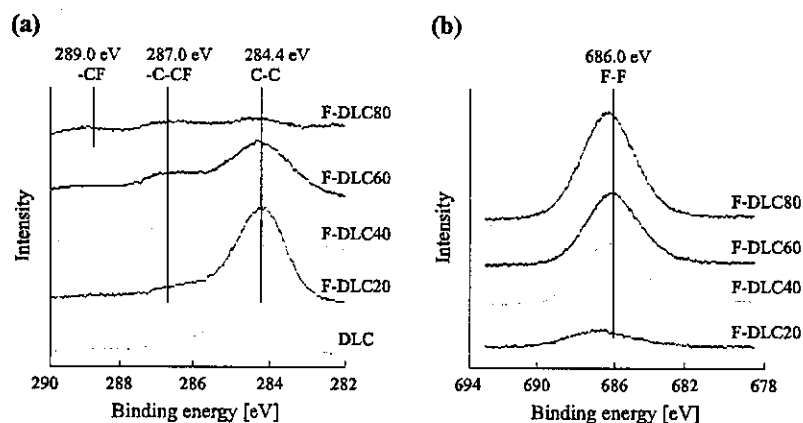 (a)
289.0 eV 287.0 eV 284.4 eV
-CF -C-CF C-C
F-DLC80
F-DLC60
F-DLC40
F-DLC20
DLC
Intensity
290 288 286 284 282
Binding energy [eV]
(b)
686.0 eV
F-F
F-DLC80
F-DLC60
F-DLC40
F-DLC20
Intensity
694 690 686 682 678
Binding energy [eV]